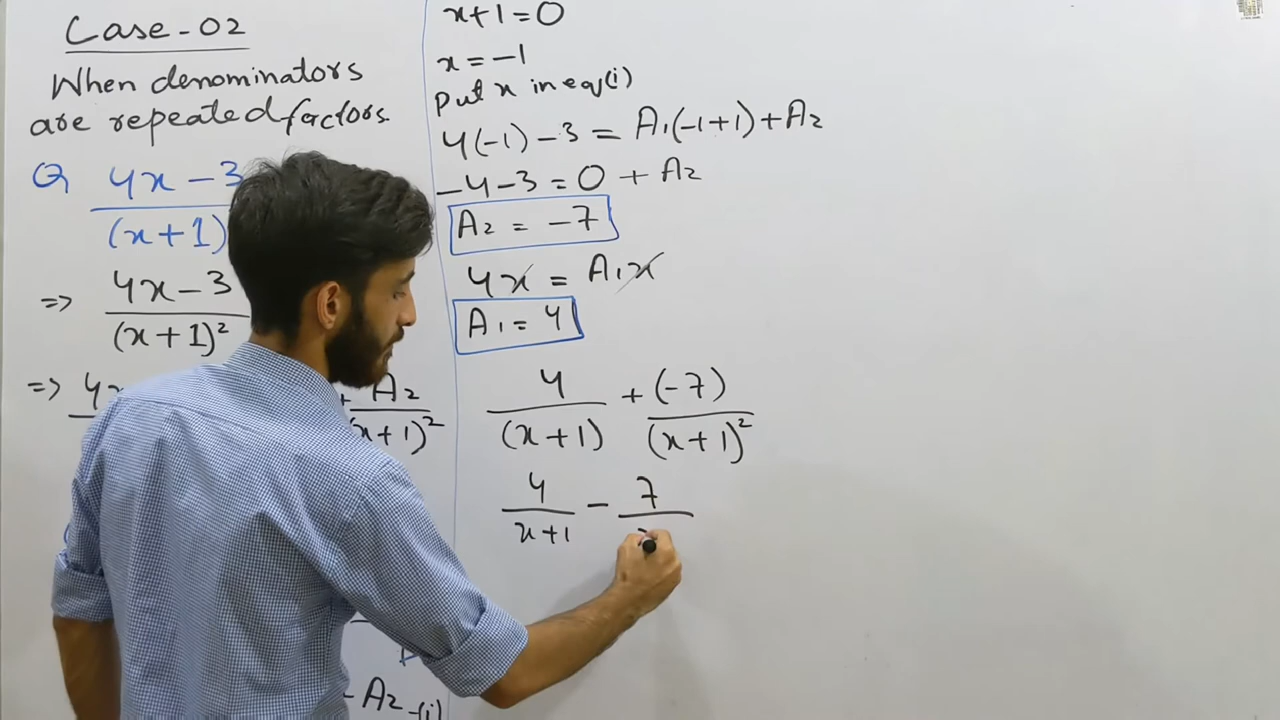 Case-02
When denominators
are repeated factors.
Q 4x-3
(x+1)
=> 4x-3
(x+1)²
=> 4x + A₂
(x+1)²
- A₂ -(i)
x+1=0
x=-1
Put x in eq(i)
4(-1)-3 = A₁(-1+1)+A₂
-4-3=0+A₂
A₂ = -7
4x = A₁x
A₁ = 4
4 + (-7)
(x+1) (x+1)²
4 - 7
x+1